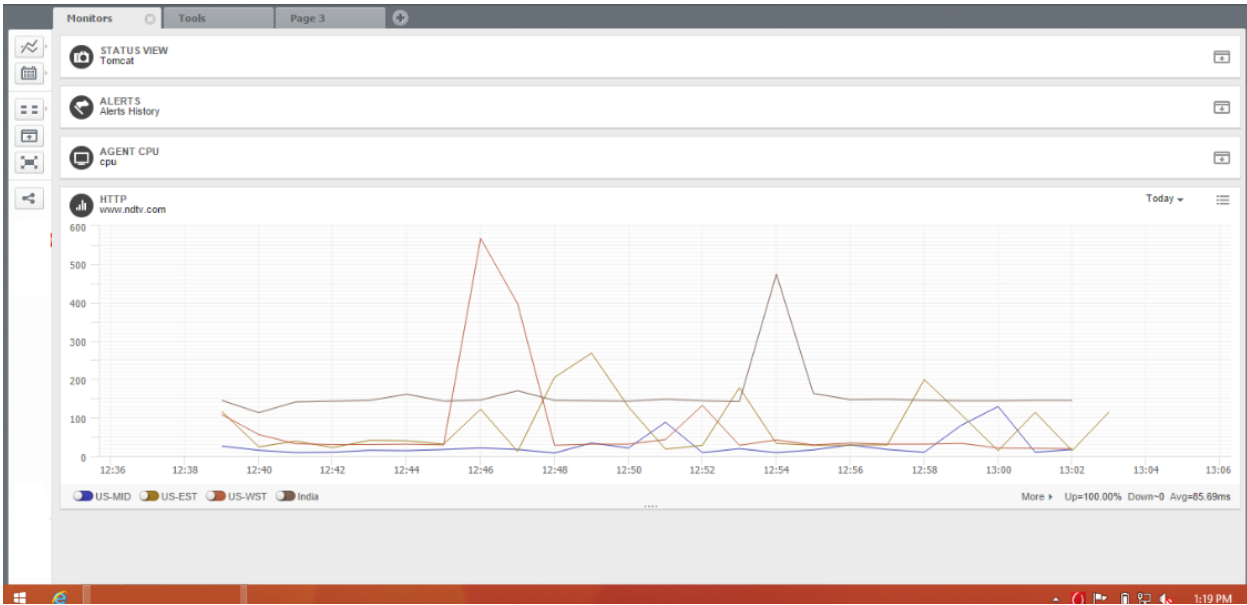 Monitors Tools Page 3
STATUS VIEW
Tomcat
ALERTS
Alerts History
AGENT CPU
cpu
HTTP
www.ndtv.com
Today
600
500
400
300
200
100
0
12:36 12:38 12:40 12:42 12:44 12:46 12:48 12:50 12:52 12:54 12:56 12:58 13:00 13:02 13:04 13:06
US-MID US-EST US-WST India
More Up=100.00% Down~0 Avg=85.69ms
1:19 PM